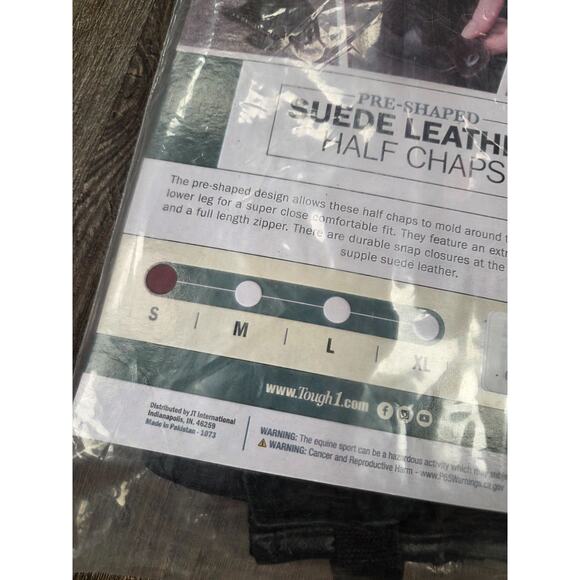 PRE-SHAPED
SUEDE LEATH
HALF CHAPS
The pre-shaped design allows these half chaps to mold around
lower leg for a super close comfortable fit. They feature an
and a full length zipper. There are durable snap closures at the
supple suede leather.
S | M | L | XL
www.Tough1.com
Distributed by JT International
Indianapolis, IN. 46259
Made in Pakistan - 1073
WARNING: The equine sport can be a hazardous activity which may
WARNING: Cancer and Reproductive Harm - www.P65Warnings.ca.gov